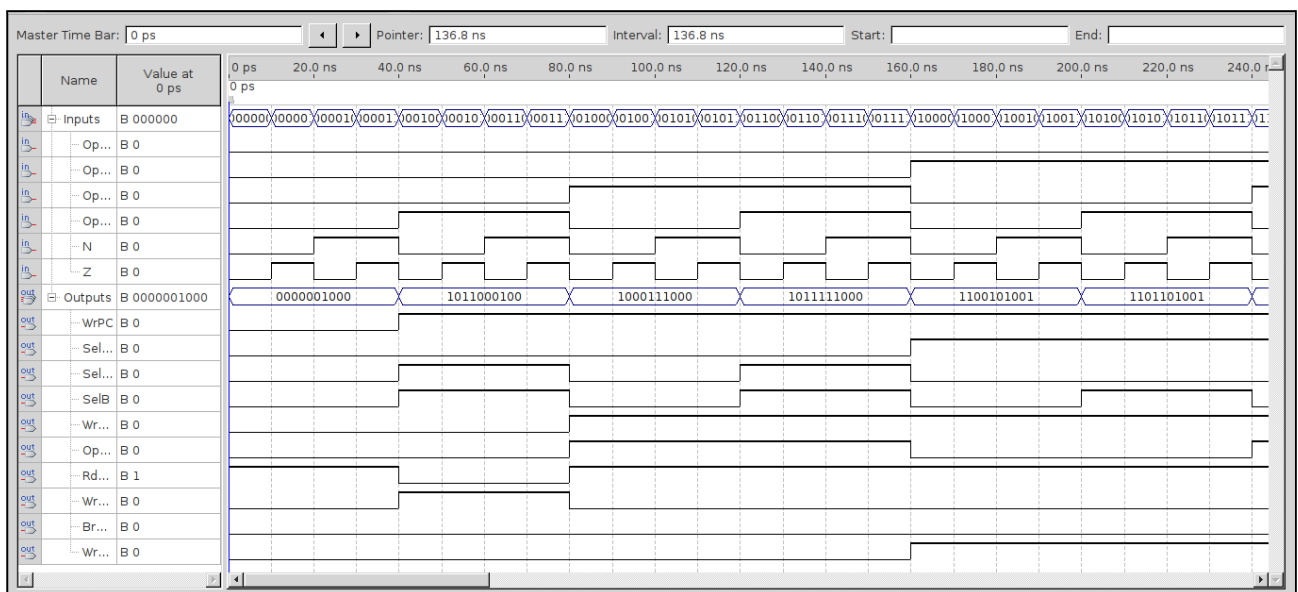 Master Time Bar: 0 ps Pointer: 136.8 ns Interval: 136.8 ns Start: End:
Name Value at 0 ps
0 ps 20.0 ns 40.0 ns 60.0 ns 80.0 ns 100.0 ns 120.0 ns 140.0 ns 160.0 ns 180.0 ns 200.0 ns 220.0 ns 240.0
0 ps
Inputs B 000000
Op... B 0
Op... B 0
Op... B 0
Op... B 0
N B 0
Z B 0
Outputs B 0000001000 0000001000 1011000100 1000111000 1011111000 1100101001 1101101001
WrPC B 0
Sel... B 0
Sel... B 0
SelB B 0
Wr... B 0
Op... B 0
Rd... B 1
Wr... B 0
Br... B 0
Wr... B 0